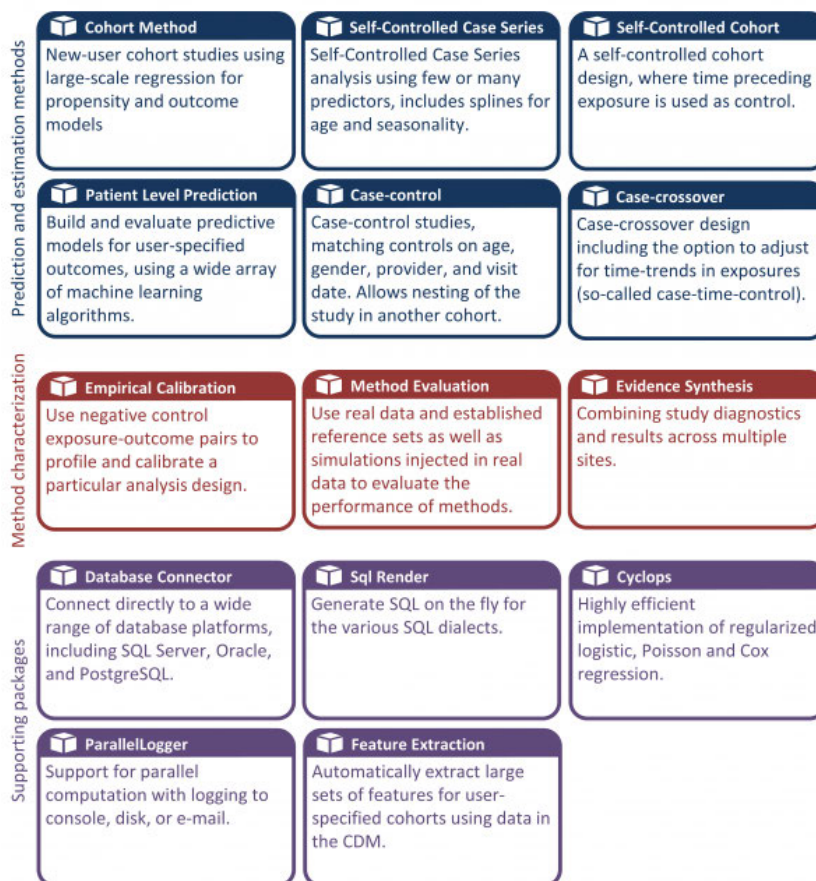 Prediction and estimation methods
Cohort Method
New-user cohort studies using
large-scale regression for
propensity and outcome
models
Self-Controlled Case Series
Self-Controlled Case Series
analysis using few or many
predictors, includes splines for
age and seasonality.
Self-Controlled Cohort
A self-controlled cohort
design, where time preceding
exposure is used as control.
Patient Level Prediction
Build and evaluate predictive
models for user-specified
outcomes, using a wide array
of machine learning
algorithms.
Case-control
Case-control studies,
matching controls on age,
gender, provider, and visit
date. Allows nesting of the
study in another cohort.
Case-crossover
Case-crossover design
including the option to adjust
for time-trends in exposures
(so-called case-time-control).
Method characterization
Empirical Calibration
Use negative control
exposure-outcome pairs to
profile and calibrate a
particular analysis design.
Method Evaluation
Use real data and established
reference sets as well as
simulations injected in real
data to evaluate the
performance of methods.
Evidence Synthesis
Combining study diagnostics
and results across multiple
sites.
Supporting packages
Database Connector
Connect directly to a wide
range of database platforms,
including SQL Server, Oracle,
and PostgreSQL.
Sql Render
Generate SQL on the fly for
the various SQL dialects.
Cyclops
Highly efficient
implementation of regularized
logistic, Poisson and Cox
regression.
ParallelLogger
Support for parallel
computation with logging to
console, disk, or e-mail.
Feature Extraction
Automatically extract large
sets of features for user-
specified cohorts using data in
the CDM.